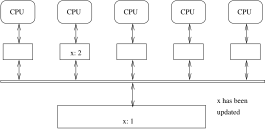 CPU CPU CPU CPU CPU
x: 2
x has been
updated
x: 1